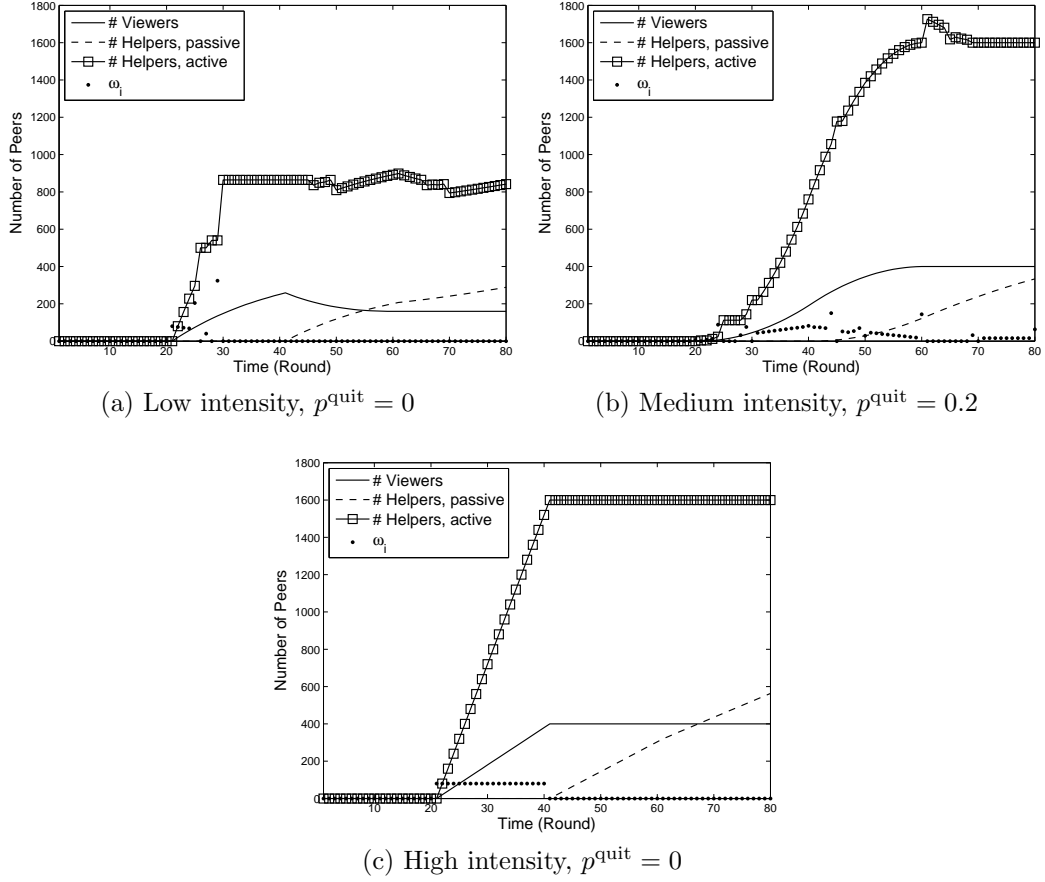 1800
1600
1400
1200
1000
800
600
400
200
0
Number of Peers
# Viewers
# Helpers, passive
# Helpers, active
ω_i
10 20 30 40 50 60 70 80
Time (Round)
(a) Low intensity, p^quit = 0
1800
1600
1400
1200
1000
800
600
400
200
0
Number of Peers
# Viewers
# Helpers, passive
# Helpers, active
ω_i
10 20 30 40 50 60 70 80
Time (Round)
(b) Medium intensity, p^quit = 0.2
1800
1600
1400
1200
1000
800
600
400
200
0
Number of Peers
# Viewers
# Helpers, passive
# Helpers, active
ω_i
10 20 30 40 50 60 70 80
Time (Round)
(c) High intensity, p^quit = 0